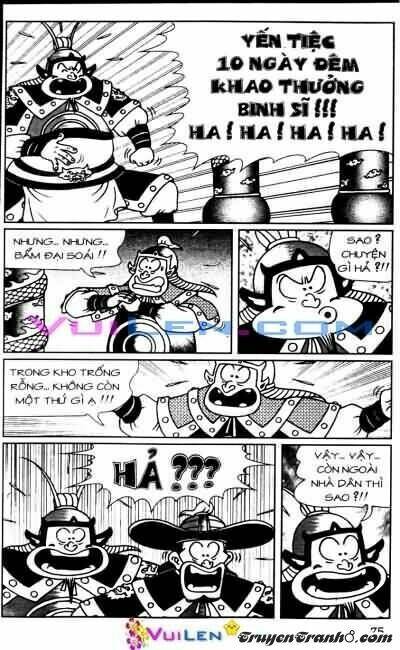 YẾN TIỆC
10 NGÀY ĐÊM
KHAO THƯỞNG
BINH SĨ!!!
HA! HA! HA! HA!
NHƯNG... NHƯNG...
BẨM ĐẠI SOÁI!!
SAO?
CHUYỆN
GÌ HẢ?!
VUILEN.COM
TRONG KHO TRỐNG
RỖNG... KHÔNG CÒN
MỘT THỨ GÌ Ạ!!!
HẢ???
VẬY... VẬY...
CÒN NGOÀI
NHÀ DÂN THÌ
SAO?!!
75
VUILEN
TruyenTranh8.com